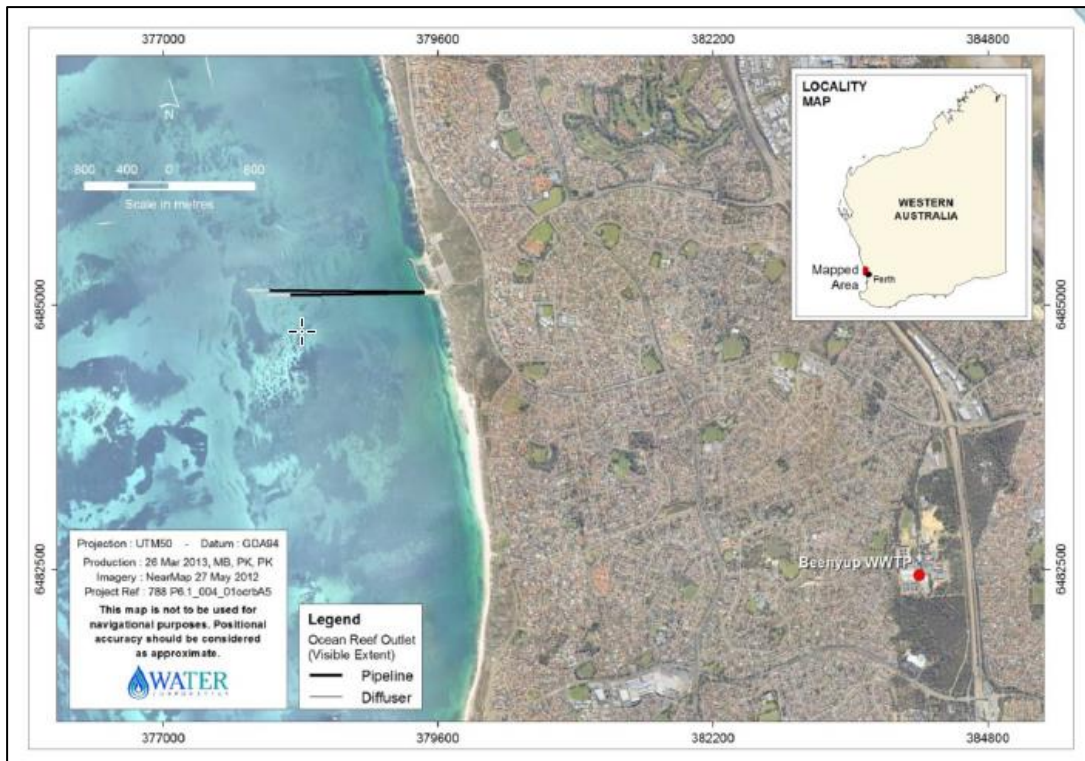 377000 379600 382200 384800
LOCALITY
MAP
WESTERN
AUSTRALIA
Mapped
Area
Perth
N
800 400 0 800
Scale in metres
6485000 6485000
Beenyup WWTP
6482500 6482500
Projection : UTM50 - Datum : GDA94
Production : 26 Mar 2013, MB, PK, PK
Imagery : NearMap 27 May 2012
Project Ref : 788 P6.1_004_01ocrbA5
This map is not to be used for
navigational purposes. Positional
accuracy should be considered
as approximate.
WATER
CORPORATION
Legend
Ocean Reef Outlet
(Visible Extent)
Pipeline
Diffuser
377000 379600 382200 384800